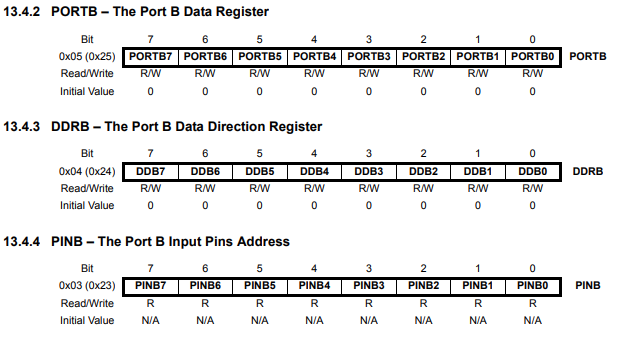 13.4.2 PORTB – The Port B Data Register
Bit 7 6 5 4 3 2 1 0
0x05 (0x25) PORTB7 PORTB6 PORTB5 PORTB4 PORTB3 PORTB2 PORTB1 PORTB0 PORTB
Read/Write R/W R/W R/W R/W R/W R/W R/W R/W
Initial Value 0 0 0 0 0 0 0 0
13.4.3 DDRB – The Port B Data Direction Register
Bit 7 6 5 4 3 2 1 0
0x04 (0x24) DDB7 DDB6 DDB5 DDB4 DDB3 DDB2 DDB1 DDB0 DDRB
Read/Write R/W R/W R/W R/W R/W R/W R/W R/W
Initial Value 0 0 0 0 0 0 0 0
13.4.4 PINB – The Port B Input Pins Address
Bit 7 6 5 4 3 2 1 0
0x03 (0x23) PINB7 PINB6 PINB5 PINB4 PINB3 PINB2 PINB1 PINB0 PINB
Read/Write R R R R R R R R
Initial Value N/A N/A N/A N/A N/A N/A N/A N/A